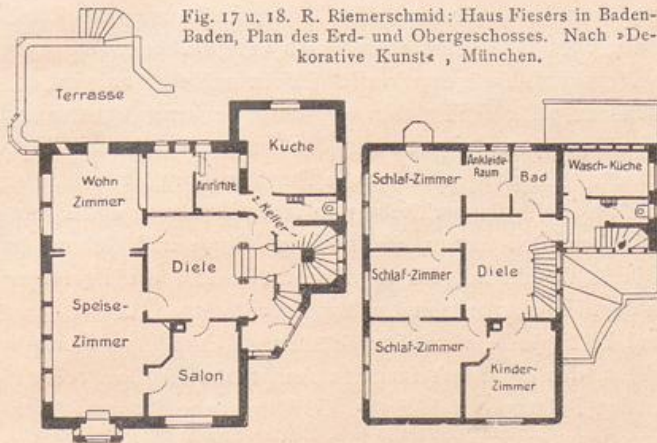 Fig. 17 u. 18. R. Riemerschmid: Haus Fiesers in Baden-
Baden, Plan des Erd- und Obergeschosses. Nach »De-
korative Kunst« , München.
Terrasse
Wohn
Zimmer
Anrichte
Küche
z. Keller
Diele
Speise-
Zimmer
Salon
Schlaf-Zimmer
Ankleide-
Raum
Bad
Wasch-Küche
Schlaf-Zimmer
Diele
Schlaf-Zimmer
Kinder-
Zimmer